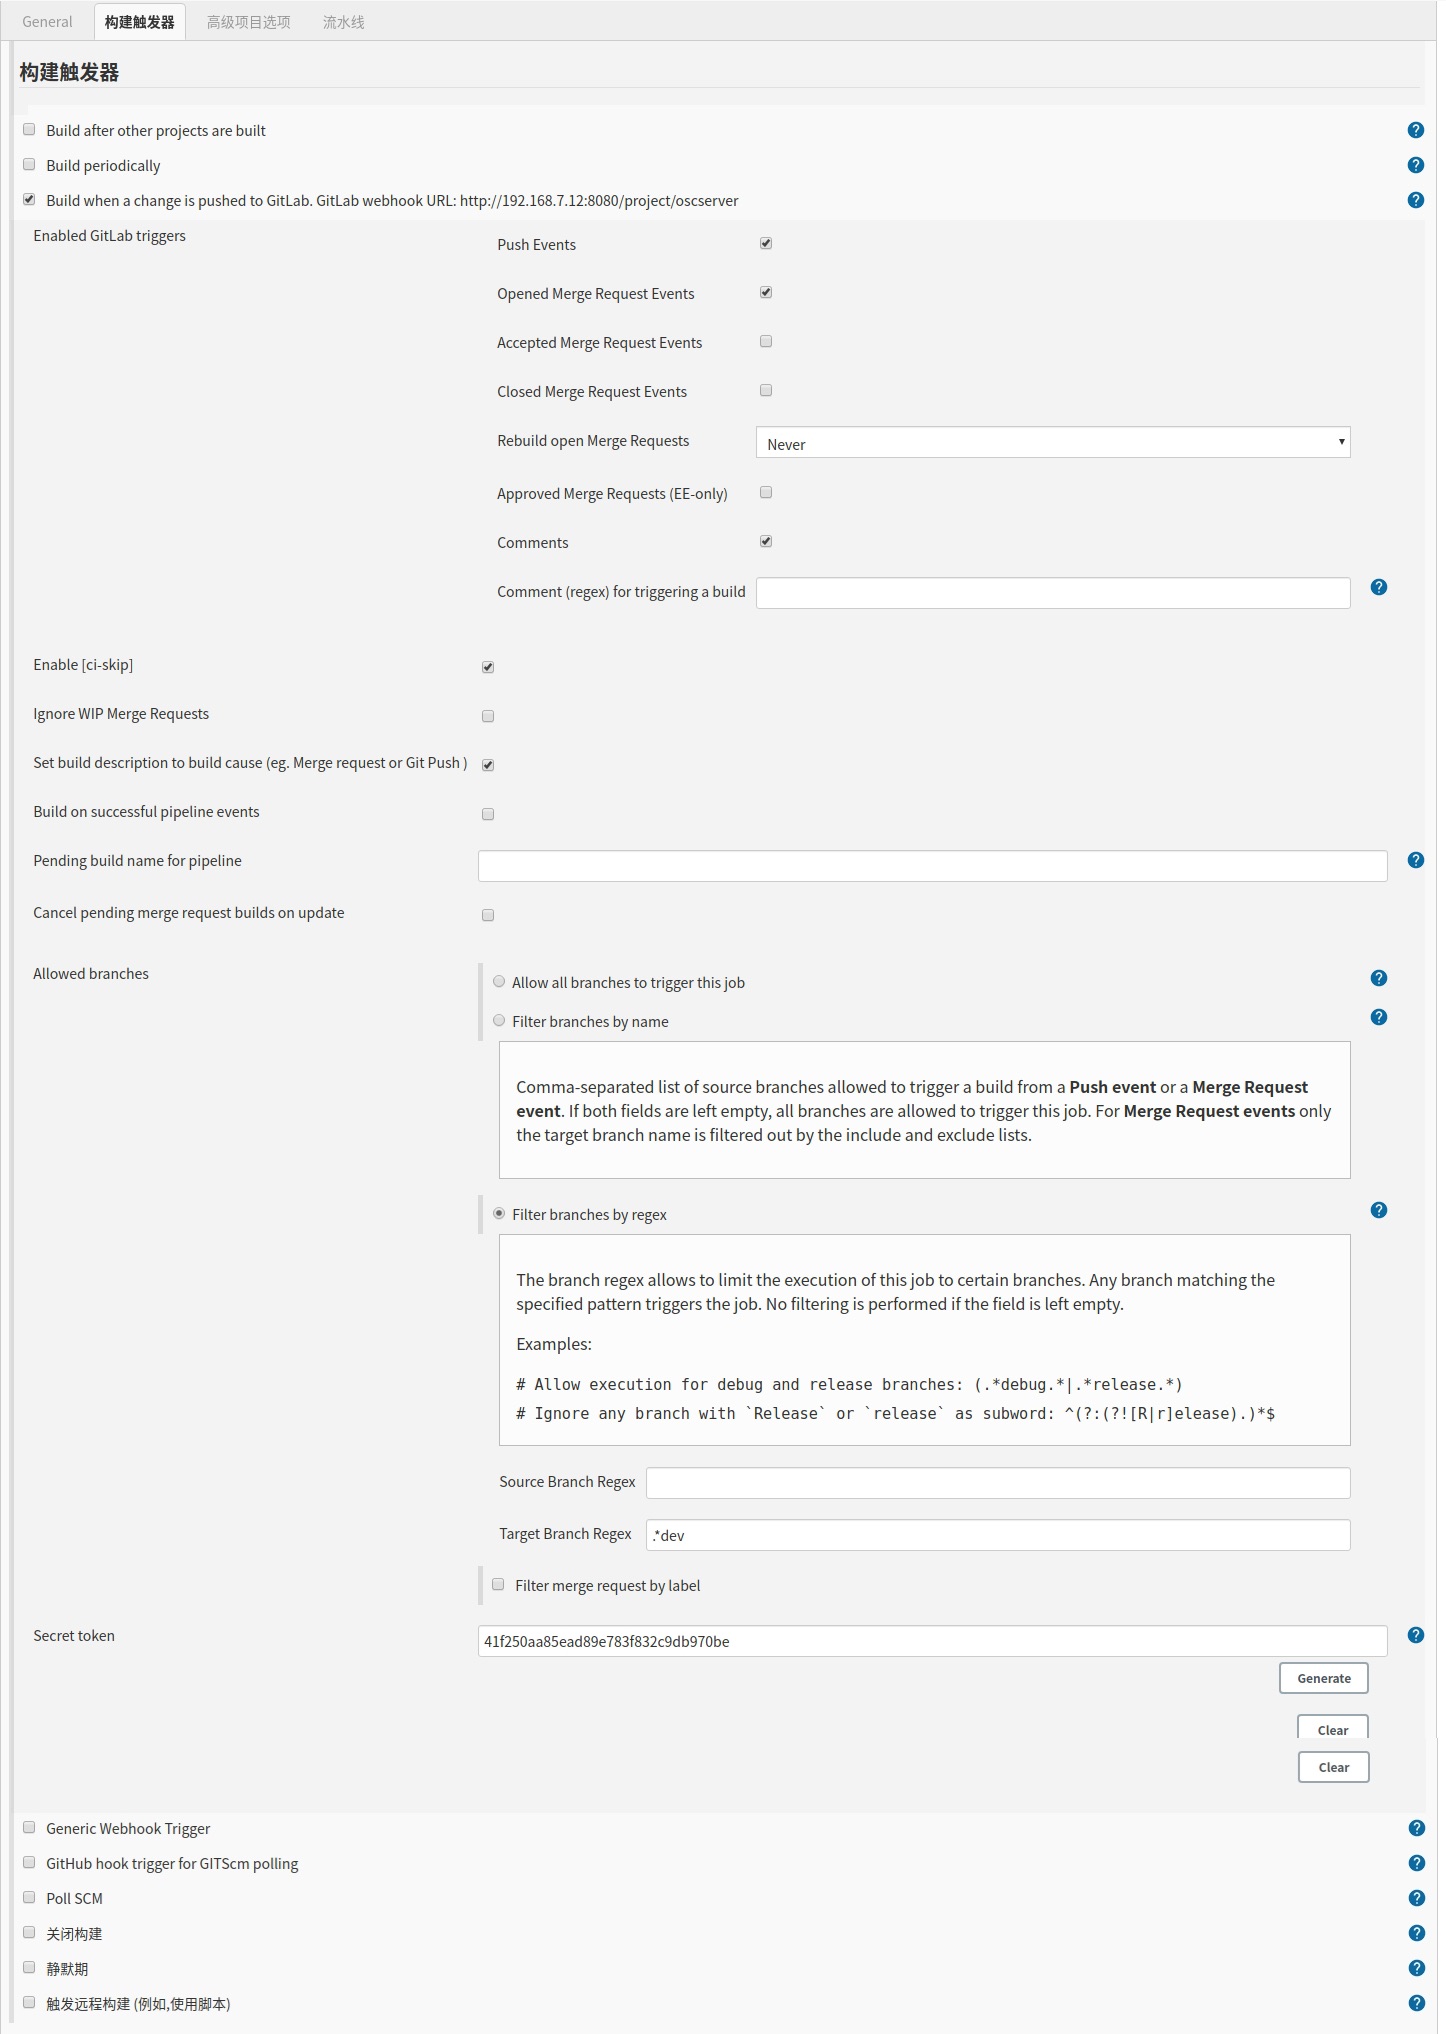 General 构建触发器 高级项目选项 流水线
构建触发器
Build after other projects are built
Build periodically
Build when a change is pushed to GitLab. GitLab webhook URL: http://192.168.7.12:8080/project/oscserver
Enabled GitLab triggers
Push Events
Opened Merge Request Events
Accepted Merge Request Events
Closed Merge Request Events
Rebuild open Merge Requests Never
Approved Merge Requests (EE-only)
Comments
Comment (regex) for triggering a build
Enable [ci-skip]
Ignore WIP Merge Requests
Set build description to build cause (eg. Merge request or Git Push )
Build on successful pipeline events
Pending build name for pipeline
Cancel pending merge request builds on update
Allowed branches
Allow all branches to trigger this job
Filter branches by name
Comma-separated list of source branches allowed to trigger a build from a Push event or a Merge Request
event. If both fields are left empty, all branches are allowed to trigger this job. For Merge Request events only
the target branch name is filtered out by the include and exclude lists.
Filter branches by regex
The branch regex allows to limit the execution of this job to certain branches. Any branch matching the
specified pattern triggers the job. No filtering is performed if the field is left empty.
Examples:
# Allow execution for debug and release branches: (.*debug.*|.*release.*)
# Ignore any branch with `Release` or `release` as subword: ^(?:(?![R|r]elease).)*$
Source Branch Regex
Target Branch Regex .*dev
Filter merge request by label
Secret token 41f250aa85ead89e783f832c9db970be
Generate
Clear
Clear
Generic Webhook Trigger
GitHub hook trigger for GITScm polling
Poll SCM
关闭构建
静默期
触发远程构建 (例如,使用脚本)